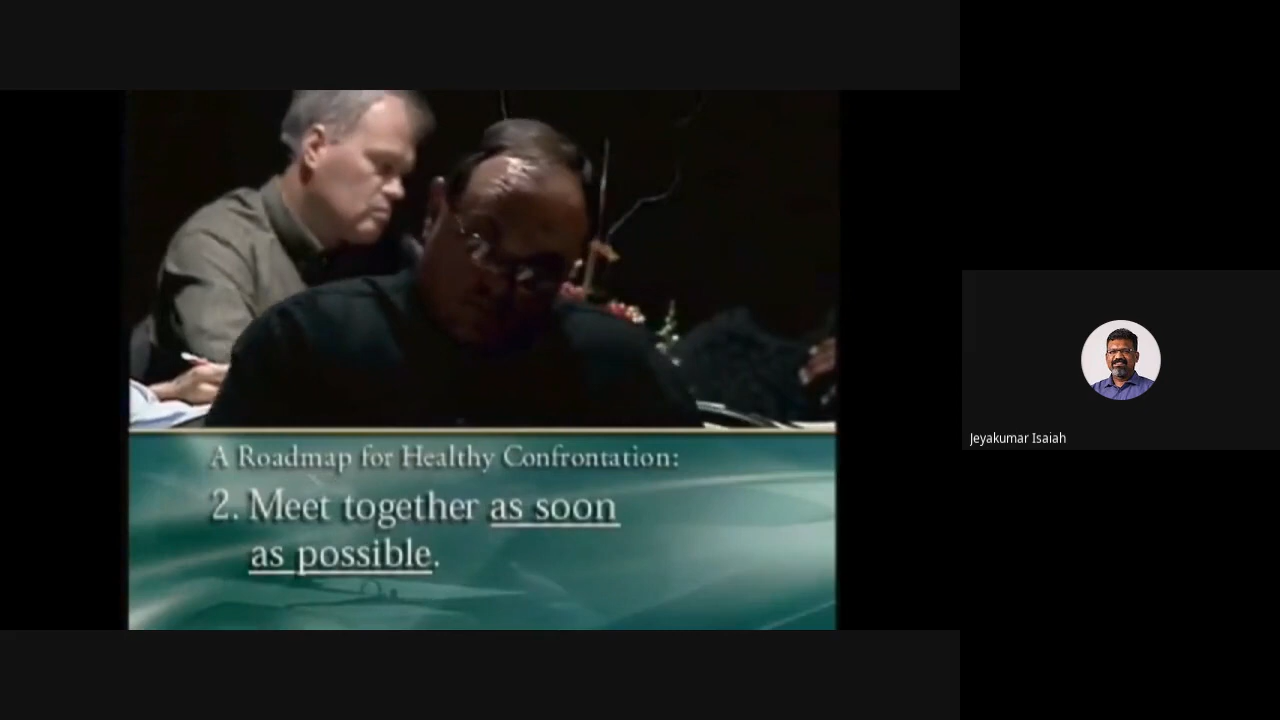 A Roadmap for Healthy Confrontation:
2. Meet together as soon
as possible.
Jeyakumar Isaiah